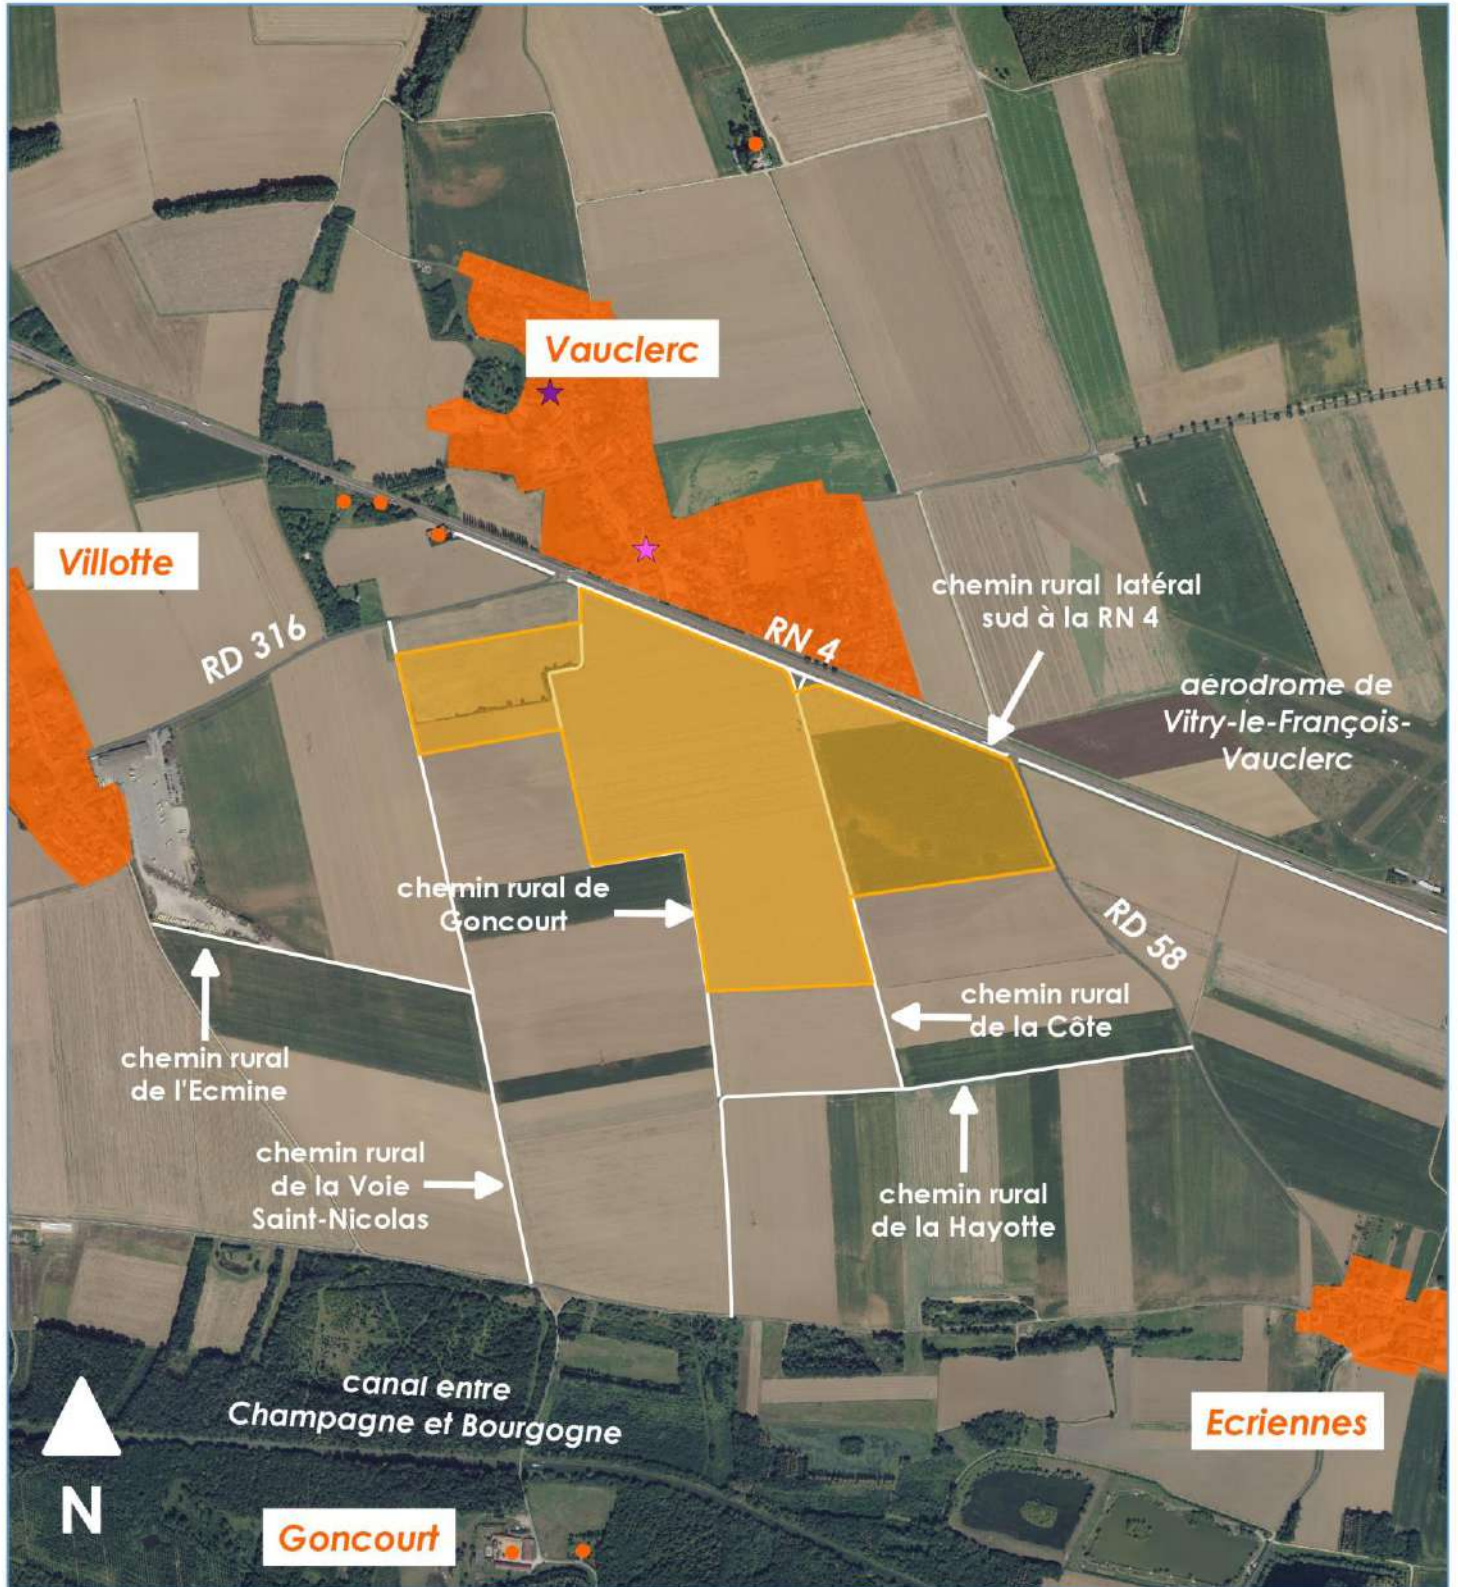 Vauclerc
Villotte
chemin rural latéral
sud à la RN 4
RN 4
RD 316
aérodrome de
Vitry-le-François-
Vauclerc
chemin rural de
Goncourt
RD 58
chemin rural
de la Côte
chemin rural
de l'Ecmine
chemin rural
de la Voie
Saint-Nicolas
chemin rural
de la Hayotte
canal entre
Champagne et Bourgogne
Ecriennes
N
Goncourt